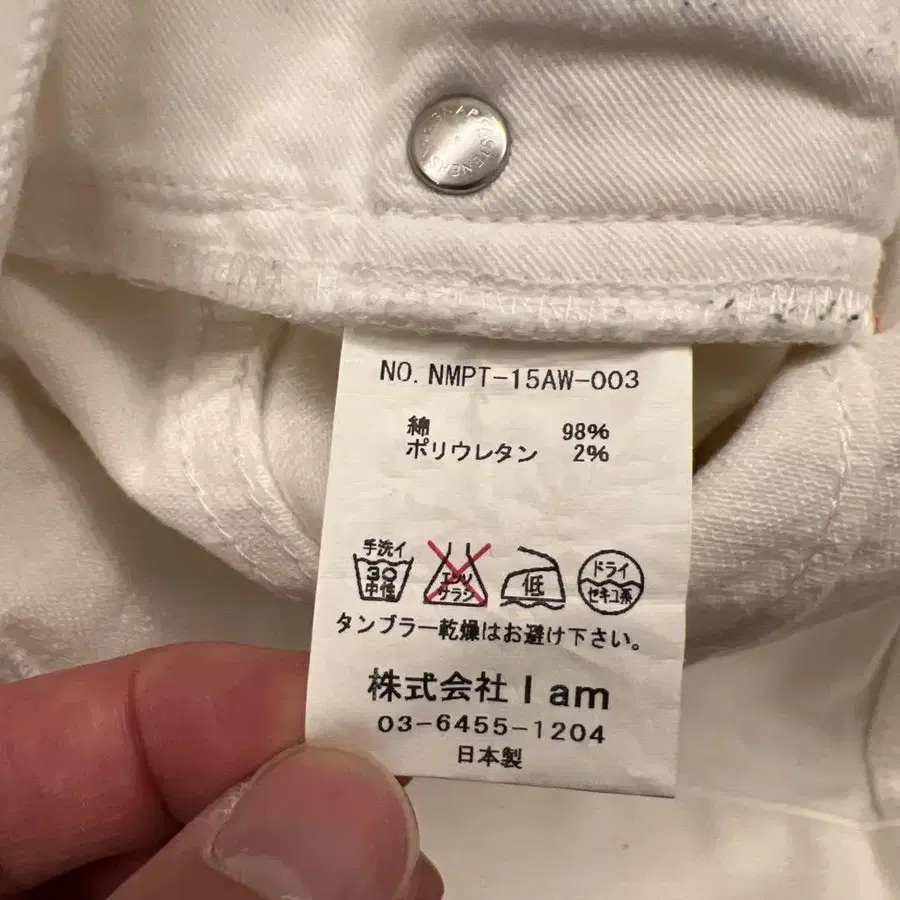 SNAP FASTENERS
NO. NMPT-15AW-003
綿 98%
ポリウレタン 2%
手洗イ
30
中性
エンソ
サラシ
低
ドライ
セキユ系
タンブラー乾燥はお避け下さい。
株式会社 I am
03-6455-1204
日本製